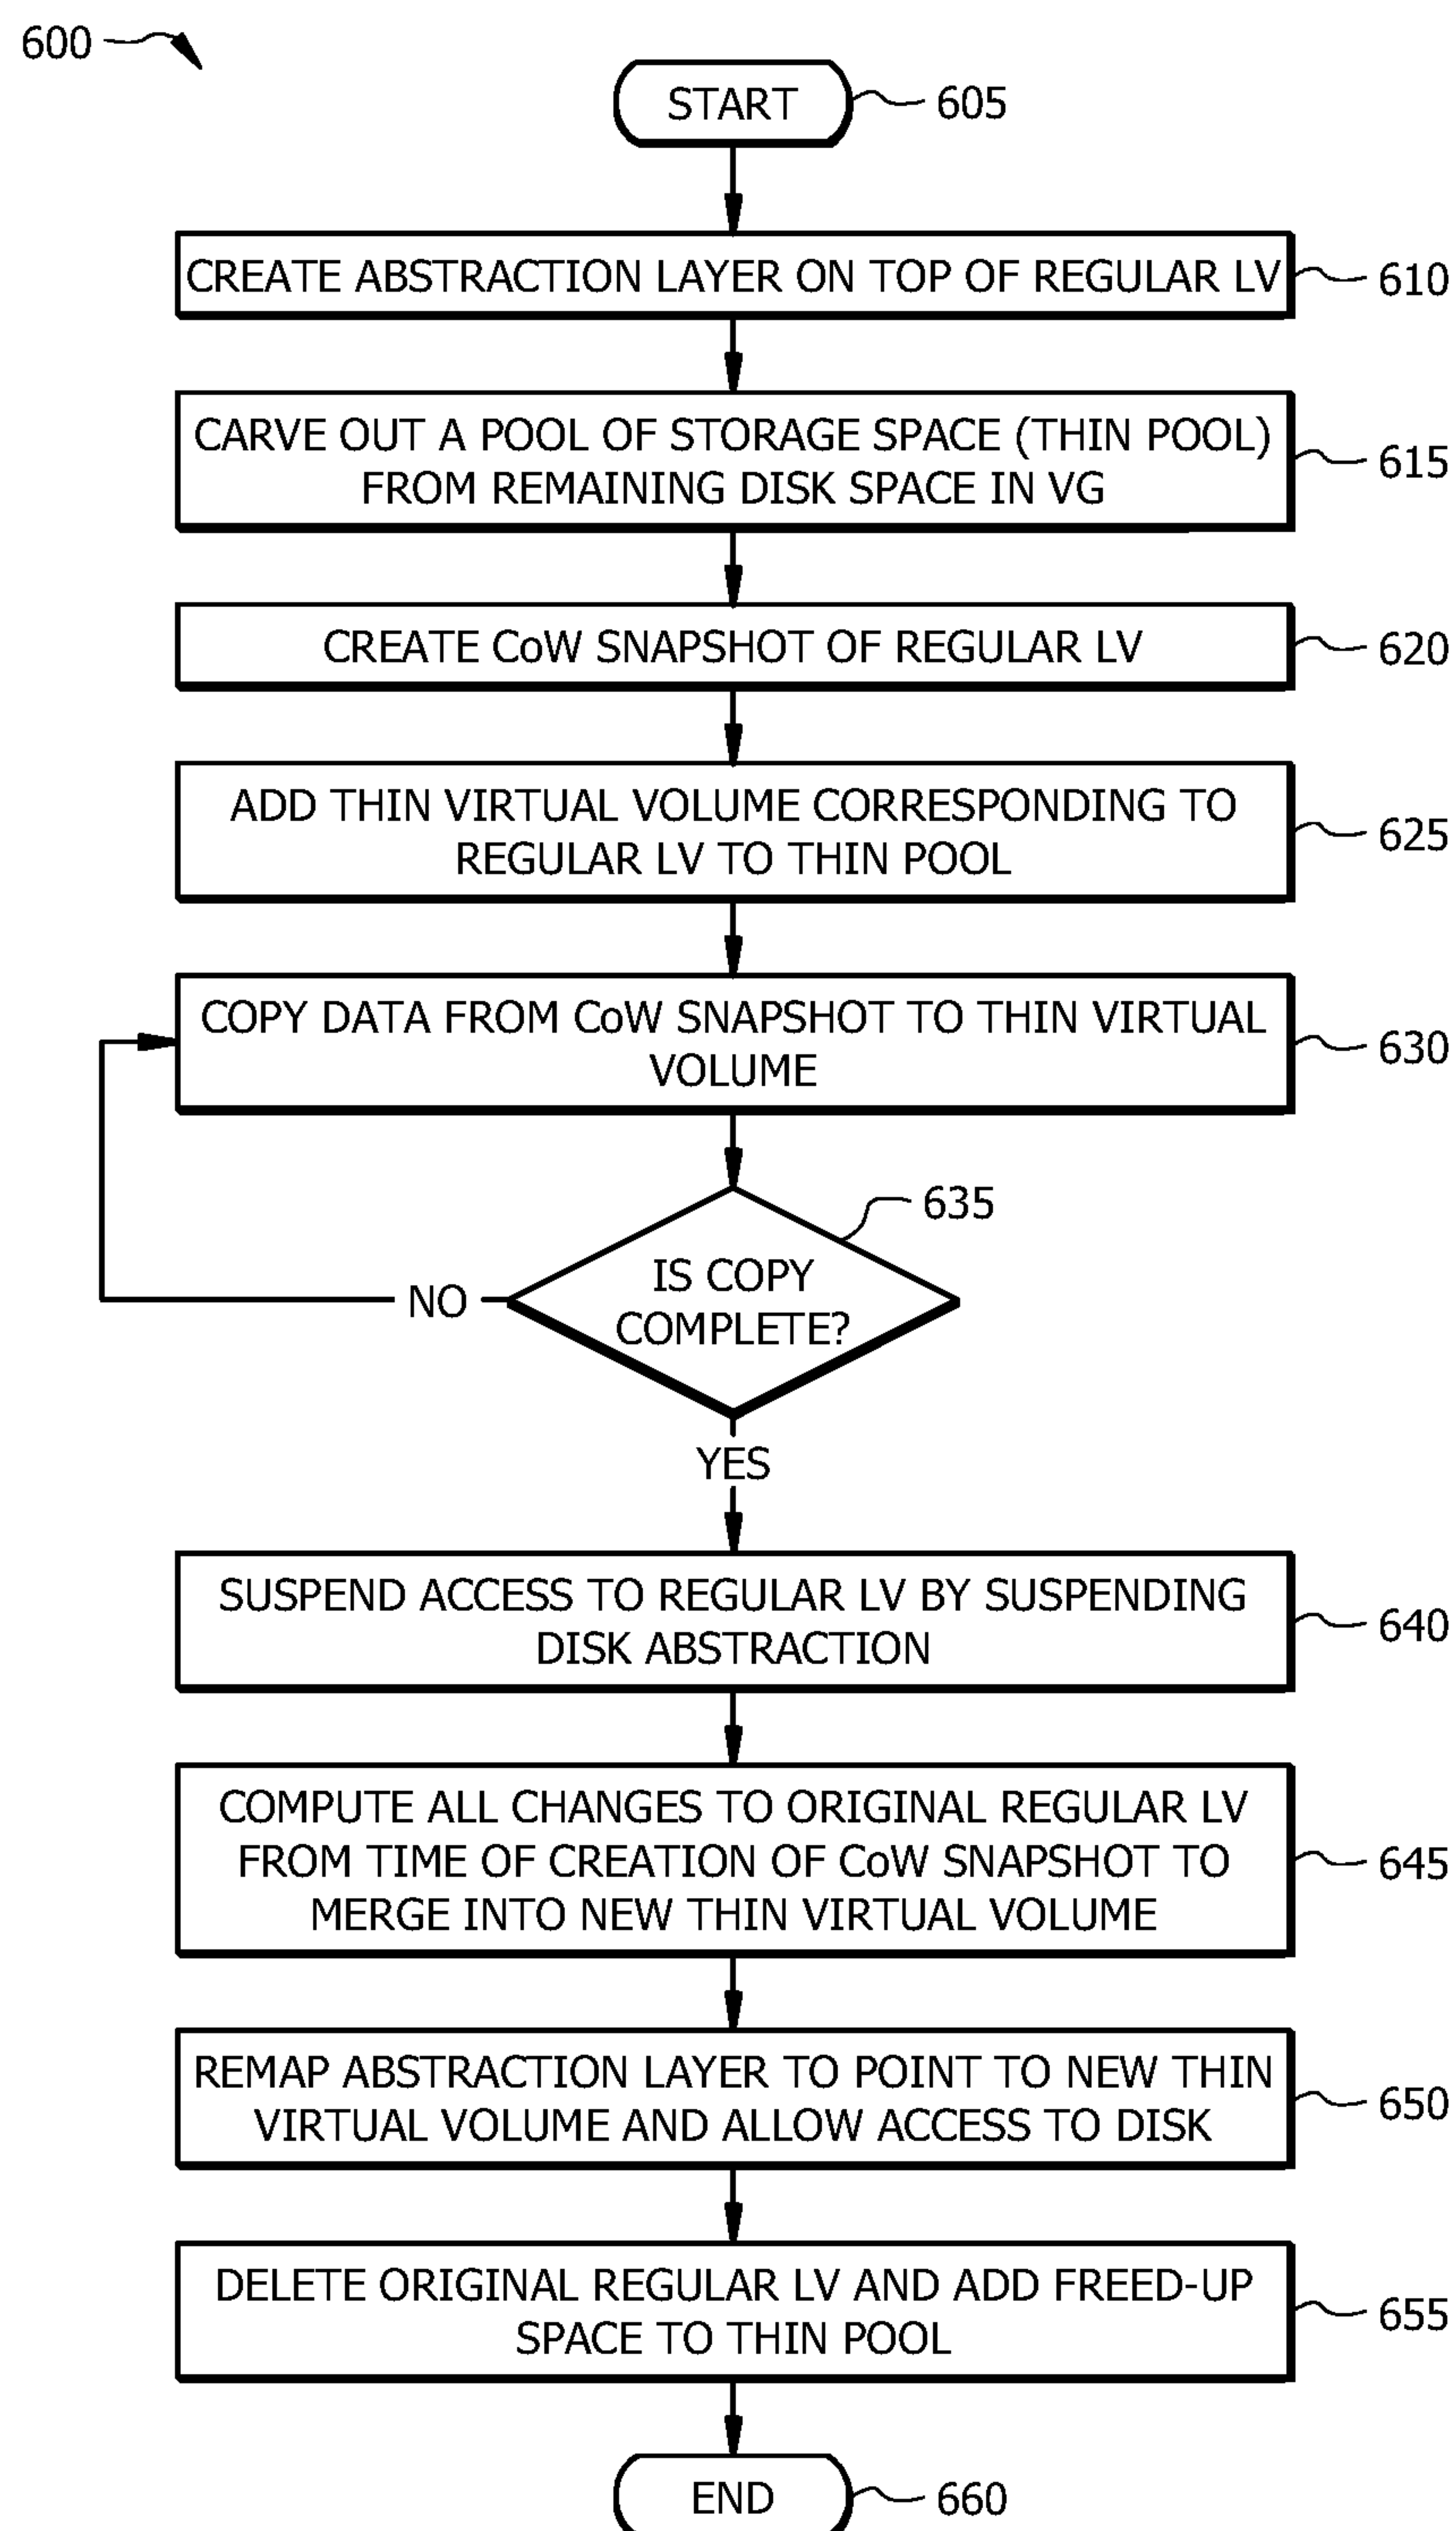 600
START
605
CREATE ABSTRACTION LAYER ON TOP OF REGULAR LV
610
CARVE OUT A POOL OF STORAGE SPACE (THIN POOL)
FROM REMAINING DISK SPACE IN VG
615
CREATE CoW SNAPSHOT OF REGULAR LV
620
ADD THIN VIRTUAL VOLUME CORRESPONDING TO
REGULAR LV TO THIN POOL
625
COPY DATA FROM CoW SNAPSHOT TO THIN VIRTUAL
VOLUME
630
635
IS COPY
COMPLETE?
NO
YES
SUSPEND ACCESS TO REGULAR LV BY SUSPENDING
DISK ABSTRACTION
640
COMPUTE ALL CHANGES TO ORIGINAL REGULAR LV
FROM TIME OF CREATION OF CoW SNAPSHOT TO
MERGE INTO NEW THIN VIRTUAL VOLUME
645
REMAP ABSTRACTION LAYER TO POINT TO NEW THIN
VIRTUAL VOLUME AND ALLOW ACCESS TO DISK
650
DELETE ORIGINAL REGULAR LV AND ADD FREED-UP
SPACE TO THIN POOL
655
END
660